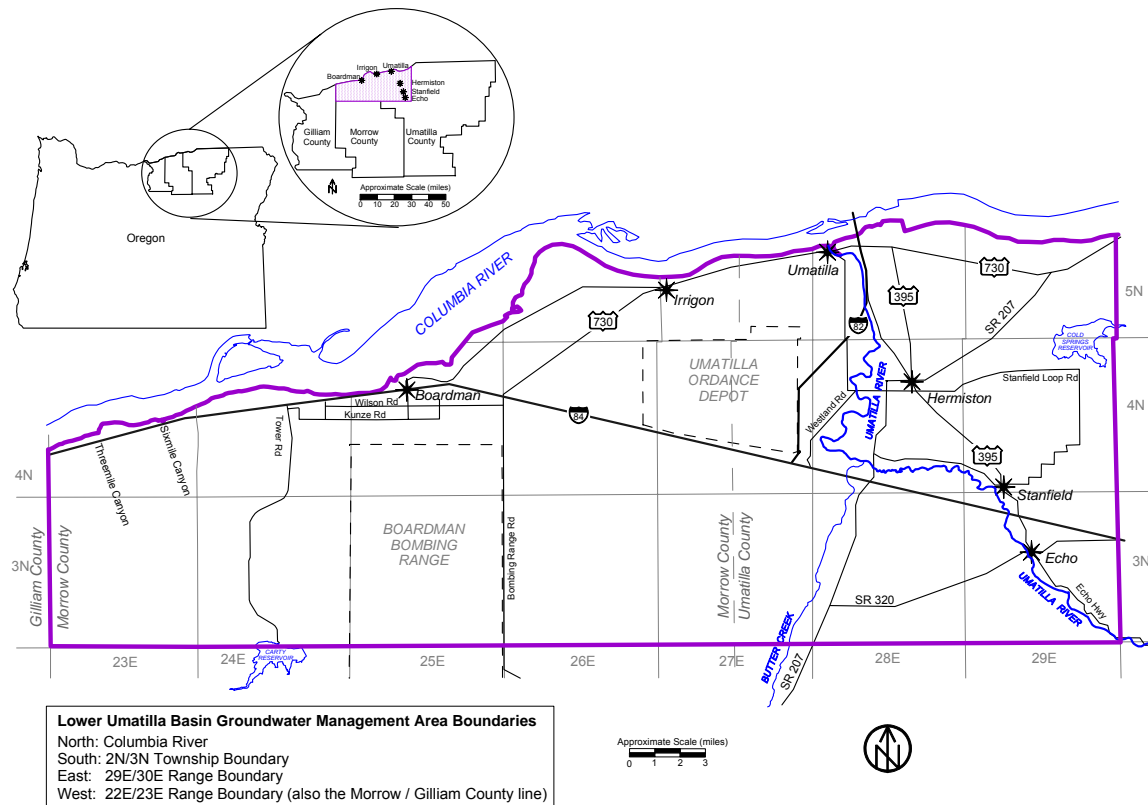 Irrigon
Umatilla
Boardman
Hermiston
Stanfield
Echo
Gilliam
County
Morrow
County
Umatilla
County
N
Approximate Scale (miles)
0 10 20 30 40 50
Oregon
COLUMBIA RIVER
Umatilla
730
395
5N
Irrigon
SR 207
730
82
COLD
SPRINGS
RESERVOIR
UMATILLA
ORDANCE
DEPOT
UMATILLA RIVER
Hermiston
Stanfield Loop Rd
Boardman
Wilson Rd
Kunze Rd
84
Westland Rd
4N
Tower Rd
Sixmile Canyon
Threemile Canyon
395
4N
Stanfield
BOARDMAN
BOMBING
RANGE
Bombing Range Rd
Gilliam County
Morrow County
3N
Morrow County
Umatilla County
Echo
3N
SR 320
UMATILLA RIVER
Echo Hwy
BUTTER CREEK
SR 207
CARTY
RESERVOIR
23E
24E
25E
26E
27E
28E
29E
Lower Umatilla Basin Groundwater Management Area Boundaries
North: Columbia River
South: 2N/3N Township Boundary
East: 29E/30E Range Boundary
West: 22E/23E Range Boundary (also the Morrow / Gilliam County line)
Approximate Scale (miles)
0 1 2 3
N